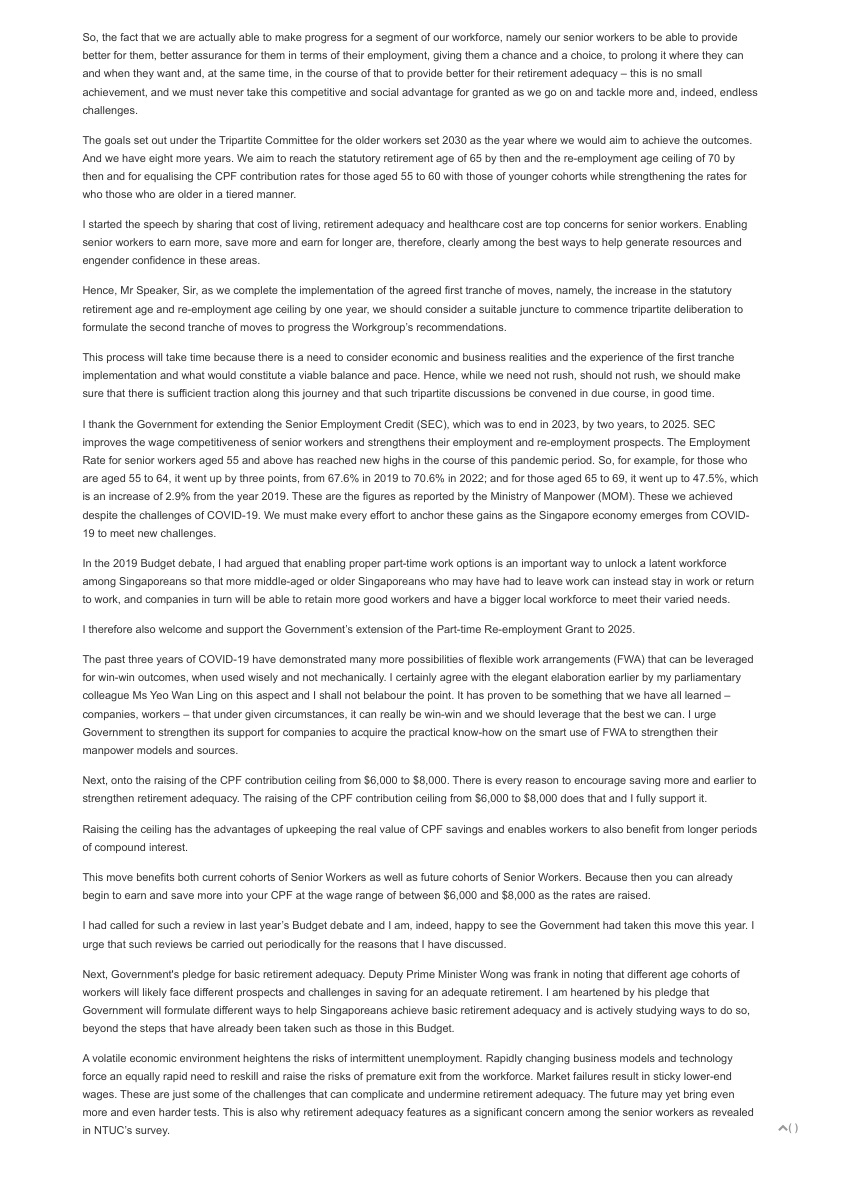 So, the fact that we are actually able to make progress for a segment of our workforce, namely our senior workers to be able to provide
better for them, better assurance for them in terms of their employment, giving them a chance and a choice, to prolong it where they can
and when they want and, at the same time, in the course of that to provide better for their retirement adequacy – this is no small
achievement, and we must never take this competitive and social advantage for granted as we go on and tackle more and, indeed, endless
challenges.
The goals set out under the Tripartite Committee for the older workers set 2030 as the year where we would aim to achieve the outcomes.
And we have eight more years. We aim to reach the statutory retirement age of 65 by then and the re-employment age ceiling of 70 by
then and for equalising the CPF contribution rates for those aged 55 to 60 with those of younger cohorts while strengthening the rates for
who those who are older in a tiered manner.
I started the speech by sharing that cost of living, retirement adequacy and healthcare cost are top concerns for senior workers. Enabling
senior workers to earn more, save more and earn for longer are, therefore, clearly among the best ways to help generate resources and
engender confidence in these areas.
Hence, Mr Speaker, Sir, as we complete the implementation of the agreed first tranche of moves, namely, the increase in the statutory
retirement age and re-employment age ceiling by one year, we should consider a suitable juncture to commence tripartite deliberation to
formulate the second tranche of moves to progress the Workgroup's recommendations.
This process will take time because there is a need to consider economic and business realities and the experience of the first tranche
implementation and what would constitute a viable balance and pace. Hence, while we need not rush, should not rush, we should make
sure that there is sufficient traction along this journey and that such tripartite discussions be convened in due course, in good time.
I thank the Government for extending the Senior Employment Credit (SEC), which was to end in 2023, by two years, to 2025. SEC
improves the wage competitiveness of senior workers and strengthens their employment and re-employment prospects. The Employment
Rate for senior workers aged 55 and above has reached new highs in the course of this pandemic period. So, for example, for those who
are aged 55 to 64, it went up by three points, from 67.6% in 2019 to 70.6% in 2022; and for those aged 65 to 69, it went up to 47.5%, which
is an increase of 2.9% from the year 2019. These are the figures as reported by the Ministry of Manpower (MOM). These we achieved
despite the challenges of COVID-19. We must make every effort to anchor these gains as the Singapore economy emerges from COVID-
19 to meet new challenges.
In the 2019 Budget debate, I had argued that enabling proper part-time work options is an important way to unlock a latent workforce
among Singaporeans so that more middle-aged or older Singaporeans who may have had to leave work can instead stay in work or return
to work, and companies in turn will be able to retain more good workers and have a bigger local workforce to meet their varied needs.
I therefore also welcome and support the Government's extension of the Part-time Re-employment Grant to 2025.
The past three years of COVID-19 have demonstrated many more possibilities of flexible work arrangements (FWA) that can be leveraged
for win-win outcomes, when used wisely and not mechanically. I certainly agree with the elegant elaboration earlier by my parliamentary
colleague Ms Yeo Wan Ling on this aspect and I shall not belabour the point. It has proven to be something that we have all learned –
companies, workers – that under given circumstances, it can really be win-win and we should leverage that the best we can. I urge
Government to strengthen its support for companies to acquire the practical know-how on the smart use of FWA to strengthen their
manpower models and sources.
Next, onto the raising of the CPF contribution ceiling from $6,000 to $8,000. There is every reason to encourage saving more and earlier to
strengthen retirement adequacy. The raising of the CPF contribution ceiling from $6,000 to $8,000 does that and I fully support it.
Raising the ceiling has the advantages of upkeeping the real value of CPF savings and enables workers to also benefit from longer periods
of compound interest.
This move benefits both current cohorts of Senior Workers as well as future cohorts of Senior Workers. Because then you can already
begin to earn and save more into your CPF at the wage range of between $6,000 and $8,000 as the rates are raised.
I had called for such a review in last year's Budget debate and I am, indeed, happy to see the Government had taken this move this year. I
urge that such reviews be carried out periodically for the reasons that I have discussed.
Next, Government's pledge for basic retirement adequacy. Deputy Prime Minister Wong was frank in noting that different age cohorts of
workers will likely face different prospects and challenges in saving for an adequate retirement. I am heartened by his pledge that
Government will formulate different ways to help Singaporeans achieve basic retirement adequacy and is actively studying ways to do so,
beyond the steps that have already been taken such as those in this Budget.
A volatile economic environment heightens the risks of intermittent unemployment. Rapidly changing business models and technology
force an equally rapid need to reskill and raise the risks of premature exit from the workforce. Market failures result in sticky lower-end
wages. These are just some of the challenges that can complicate and undermine retirement adequacy. The future may yet bring even
more and even harder tests. This is also why retirement adequacy features as a significant concern among the senior workers as revealed
in NTUC's survey.
( )